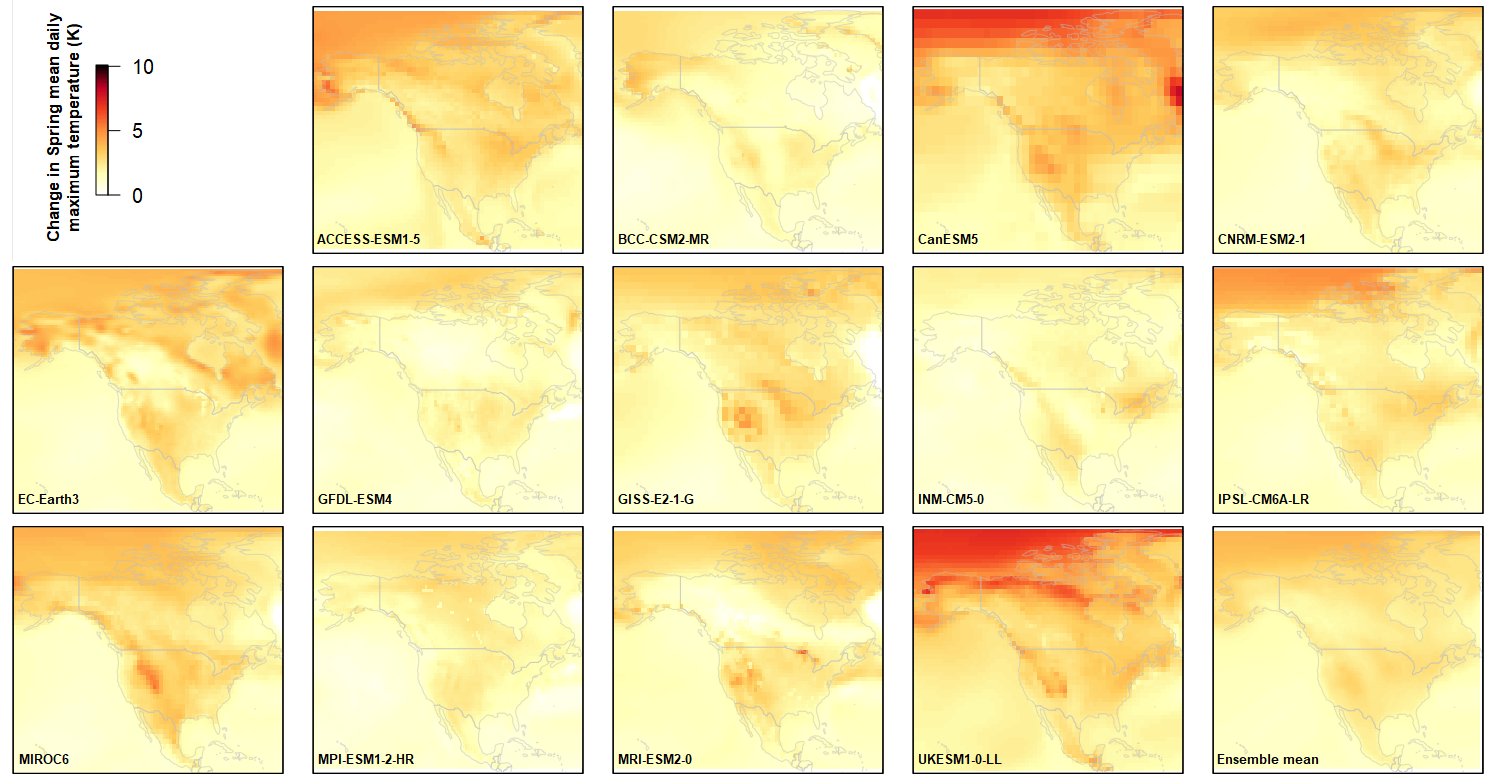 Change in Spring mean daily
maximum temperature (K)
10
5
0
ACCESS-ESM1-5
BCC-CSM2-MR
CanESM5
CNRM-ESM2-1
EC-Earth3
GFDL-ESM4
GISS-E2-1-G
INM-CM5-0
IPSL-CM6A-LR
MIROC6
MPI-ESM1-2-HR
MRI-ESM2-0
UKESM1-0-LL
Ensemble mean